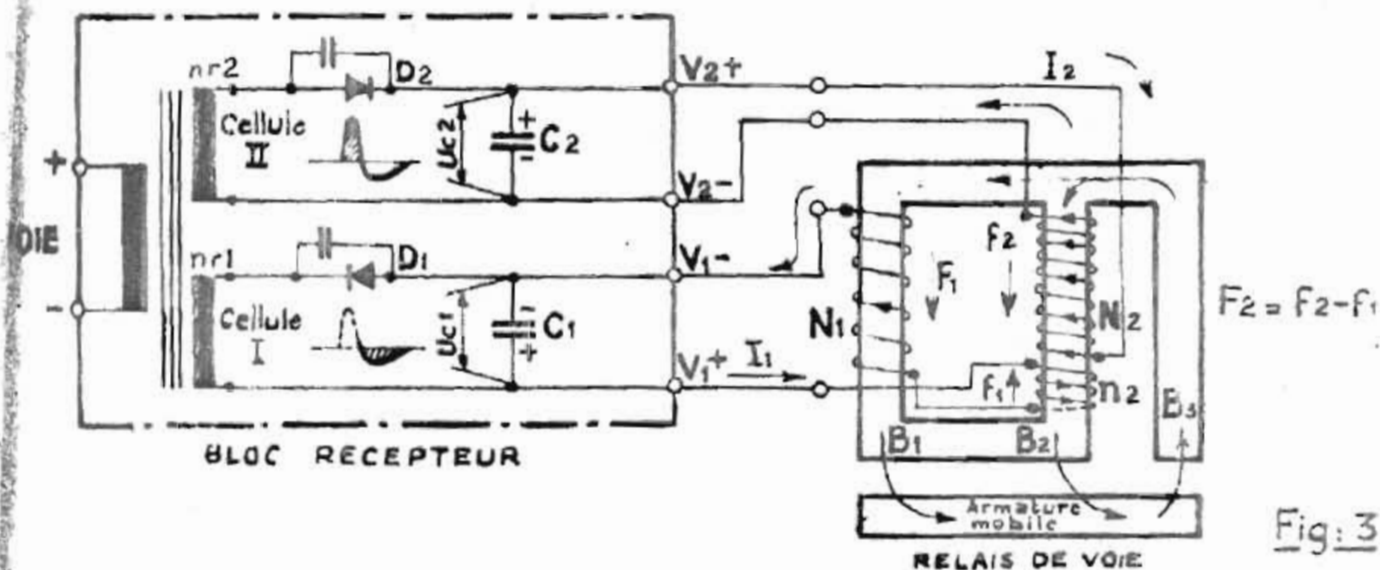 nr2
D2
V2+
I2
Cellule
II
Uc2
+
-
C2
+
V2-
OIE
-
nr1
D1
V1-
Cellule
I
Uc1
-
+
C1
V1+
I1
N1
F1
f2
N2
F2 = f2-f1
f1
n2
B1
B2
B3
BLOC RECEPTEUR
Armature
mobile
RELAIS DE VOIE
Fig: 3